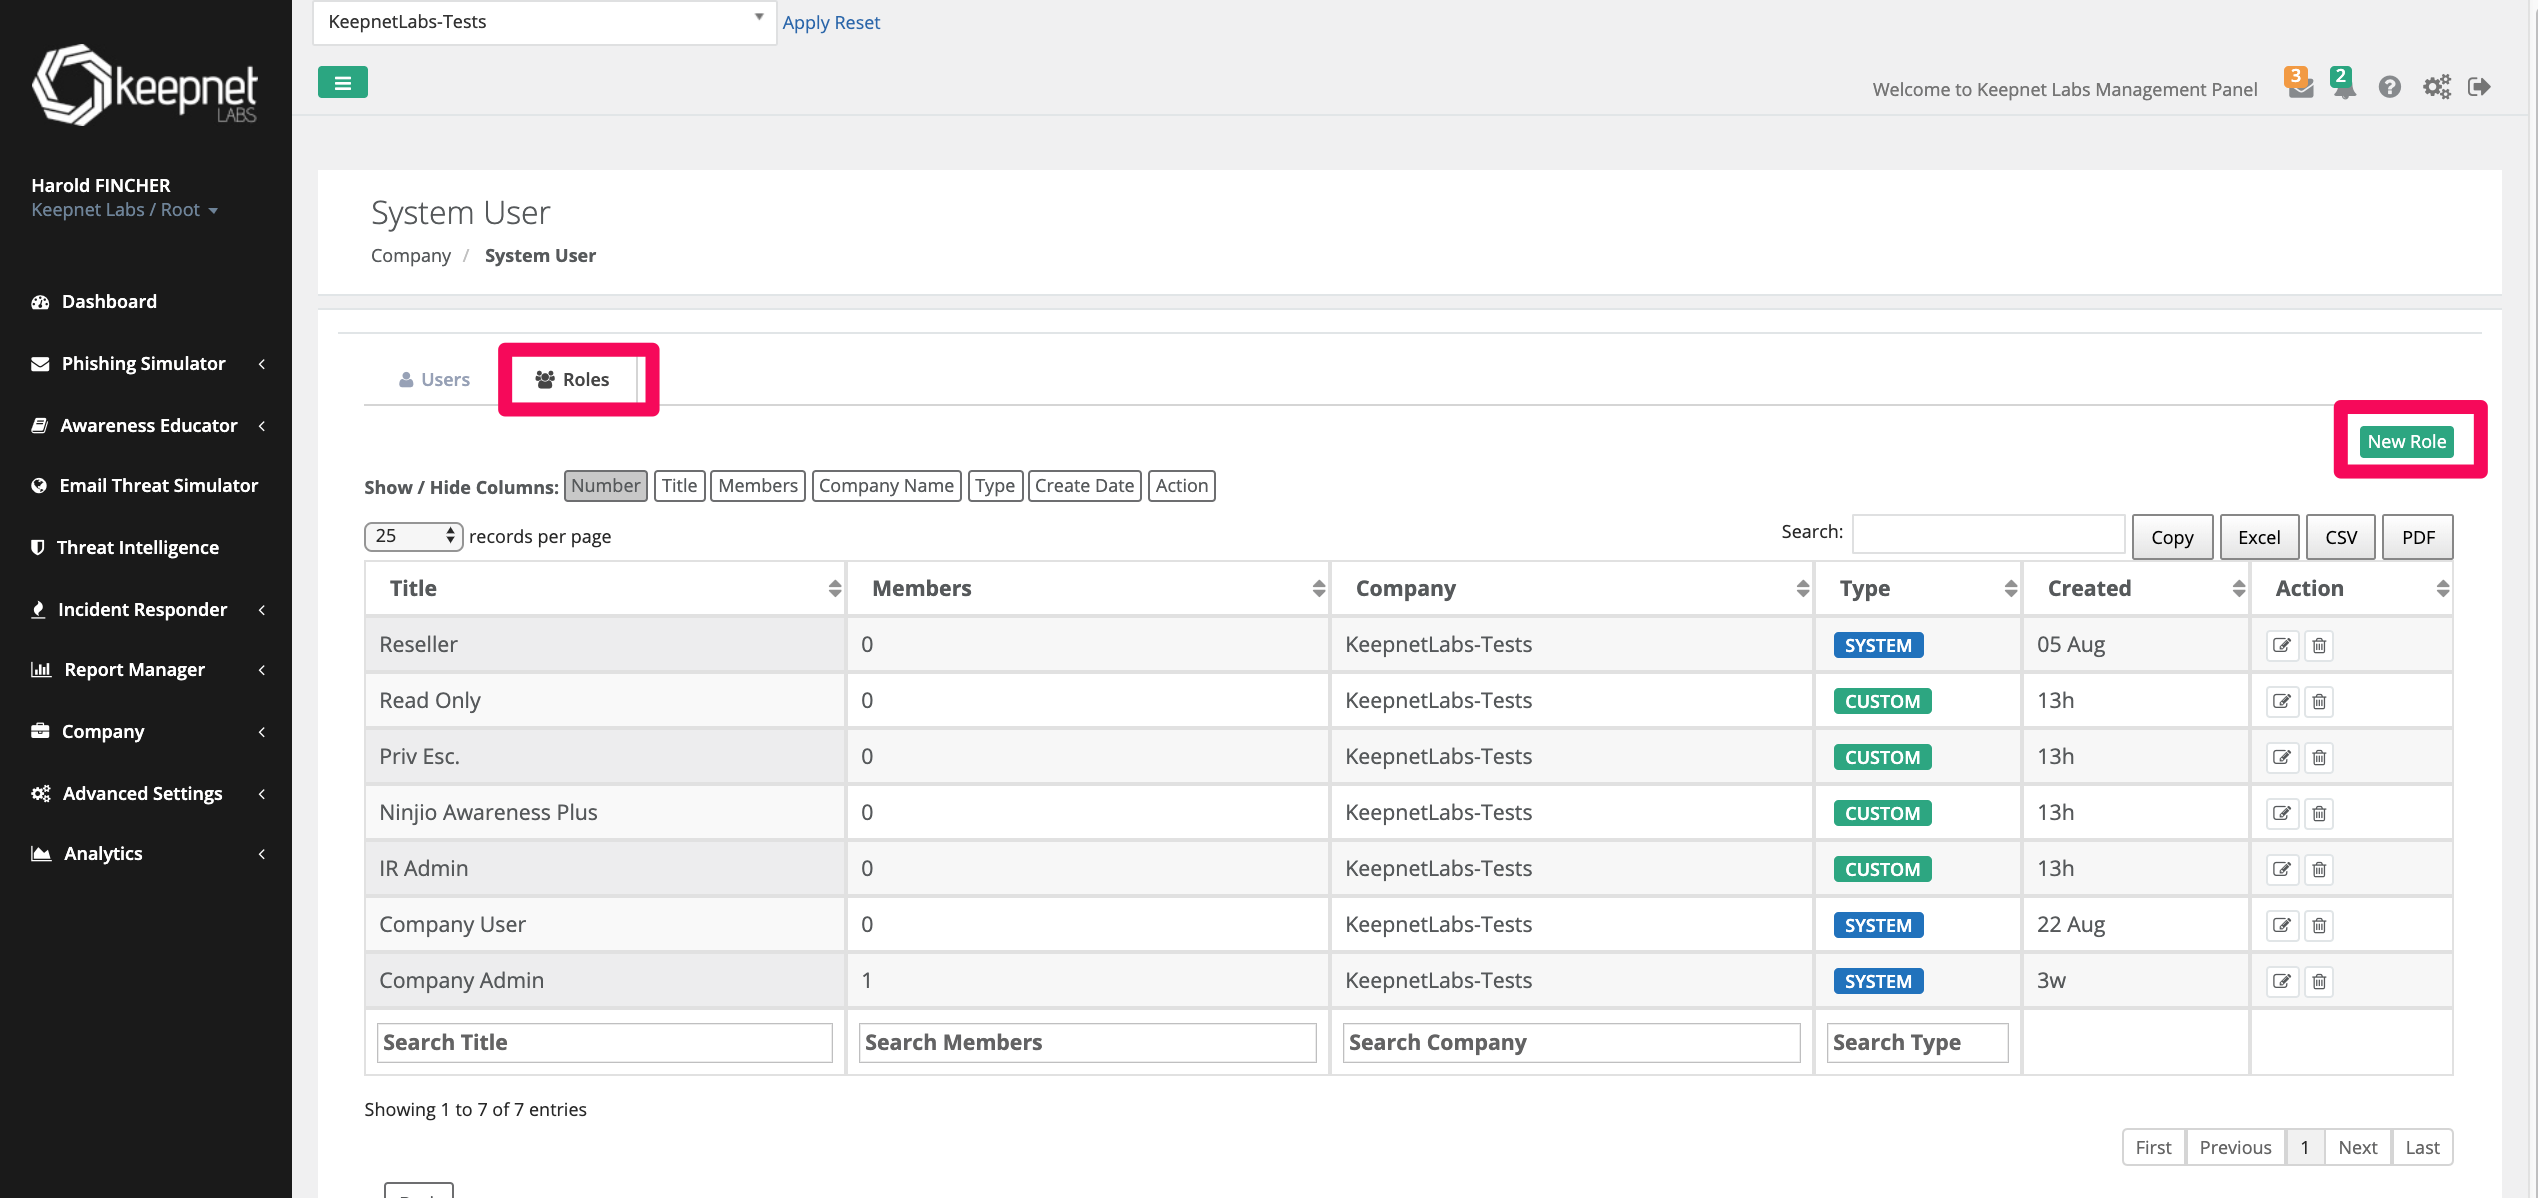 KeepnetLabs-Tests Apply Reset
keepnet
LABS
3 2
Welcome to Keepnet Labs Management Panel
Harold FINCHER
Keepnet Labs / Root
Dashboard
Phishing Simulator
Awareness Educator
Email Threat Simulator
Threat Intelligence
Incident Responder
Report Manager
Company
Advanced Settings
Analytics
System User
Company / System User
Users Roles
New Role
Show / Hide Columns: Number Title Members Company Name Type Create Date Action
25 records per page
Search: Copy Excel CSV PDF
Title Members Company Type Created Action
Reseller 0 KeepnetLabs-Tests SYSTEM 05 Aug
Read Only 0 KeepnetLabs-Tests CUSTOM 13h
Priv Esc. 0 KeepnetLabs-Tests CUSTOM 13h
Ninjio Awareness Plus 0 KeepnetLabs-Tests CUSTOM 13h
IR Admin 0 KeepnetLabs-Tests CUSTOM 13h
Company User 0 KeepnetLabs-Tests SYSTEM 22 Aug
Company Admin 1 KeepnetLabs-Tests SYSTEM 3w
Search Title Search Members Search Company Search Type
Showing 1 to 7 of 7 entries
First Previous 1 Next Last